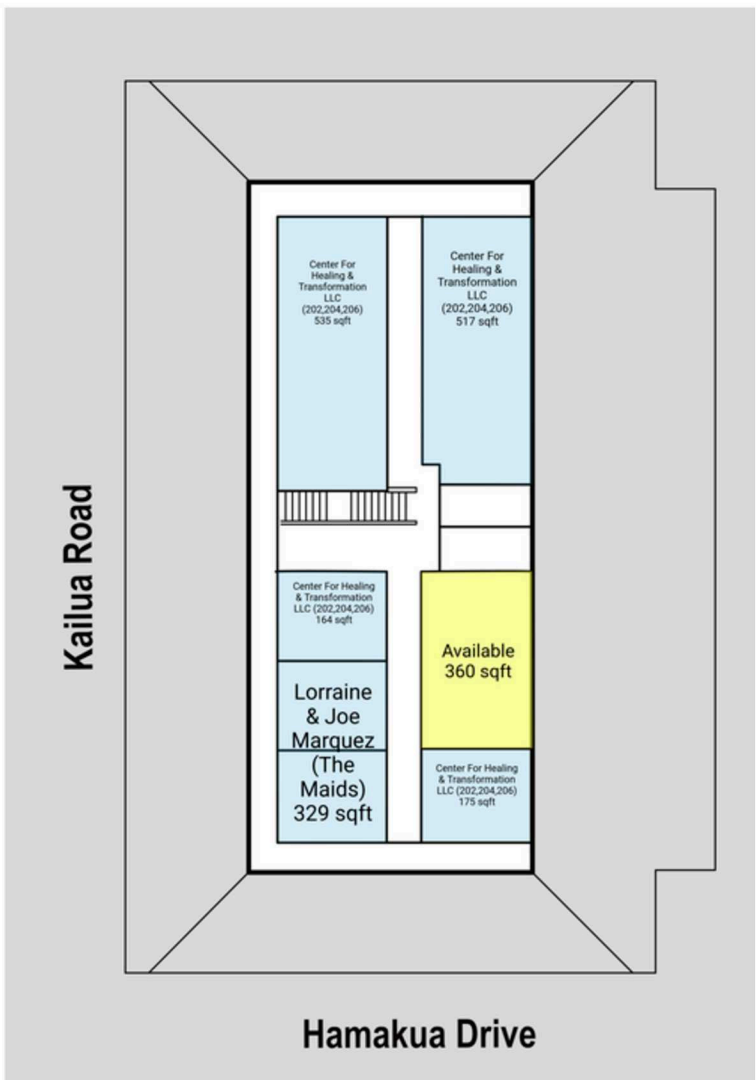 Center For
Healing &
Transformation
LLC
(202,204,206)
535 sqft
Center For
Healing &
Transformation
LLC
(202,204,206)
517 sqft
Kailua Road
Center For Healing
& Transformation
LLC (202,204,206)
164 sqft
Available
360 sqft
Lorraine
& Joe
Marquez
(The
Maids)
329 sqft
Center For Healing
& Transformation
LLC (202,204,206)
175 sqft
Hamakua Drive